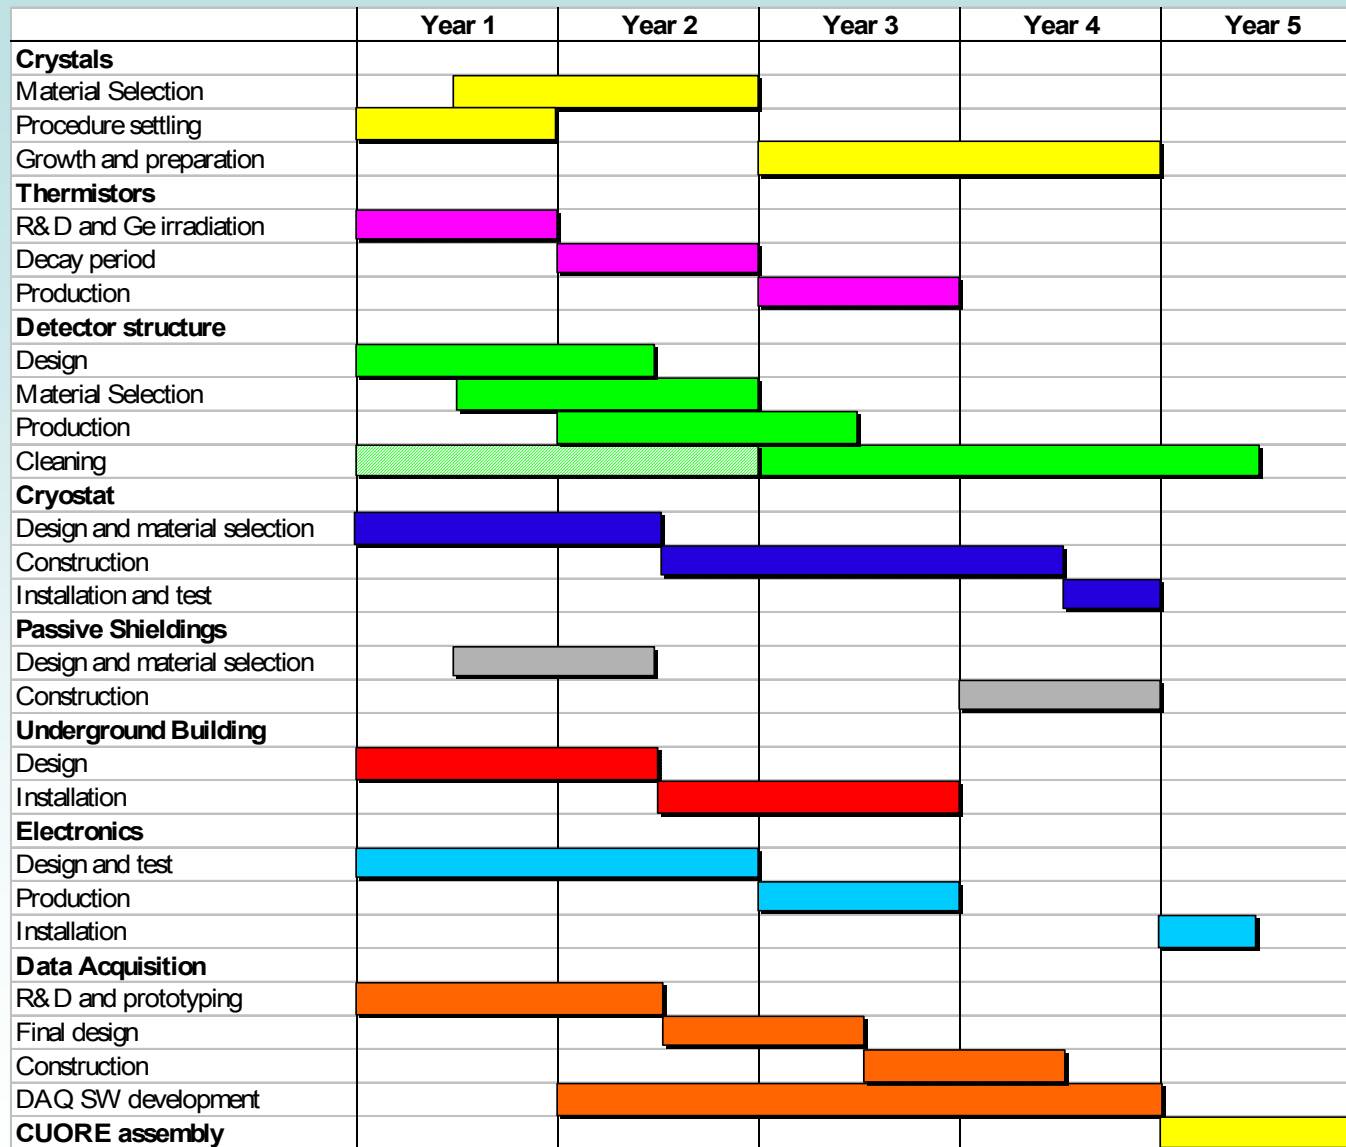 Year 1 Year 2 Year 3 Year 4 Year 5
Crystals
Material Selection
Procedure settling
Growth and preparation
Thermistors
R&D and Ge irradiation
Decay period
Production
Detector structure
Design
Material Selection
Production
Cleaning
Cryostat
Design and material selection
Construction
Installation and test
Passive Shieldings
Design and material selection
Construction
Underground Building
Design
Installation
Electronics
Design and test
Production
Installation
Data Acquisition
R&D and prototyping
Final design
Construction
DAQ SW development
CUORE assembly